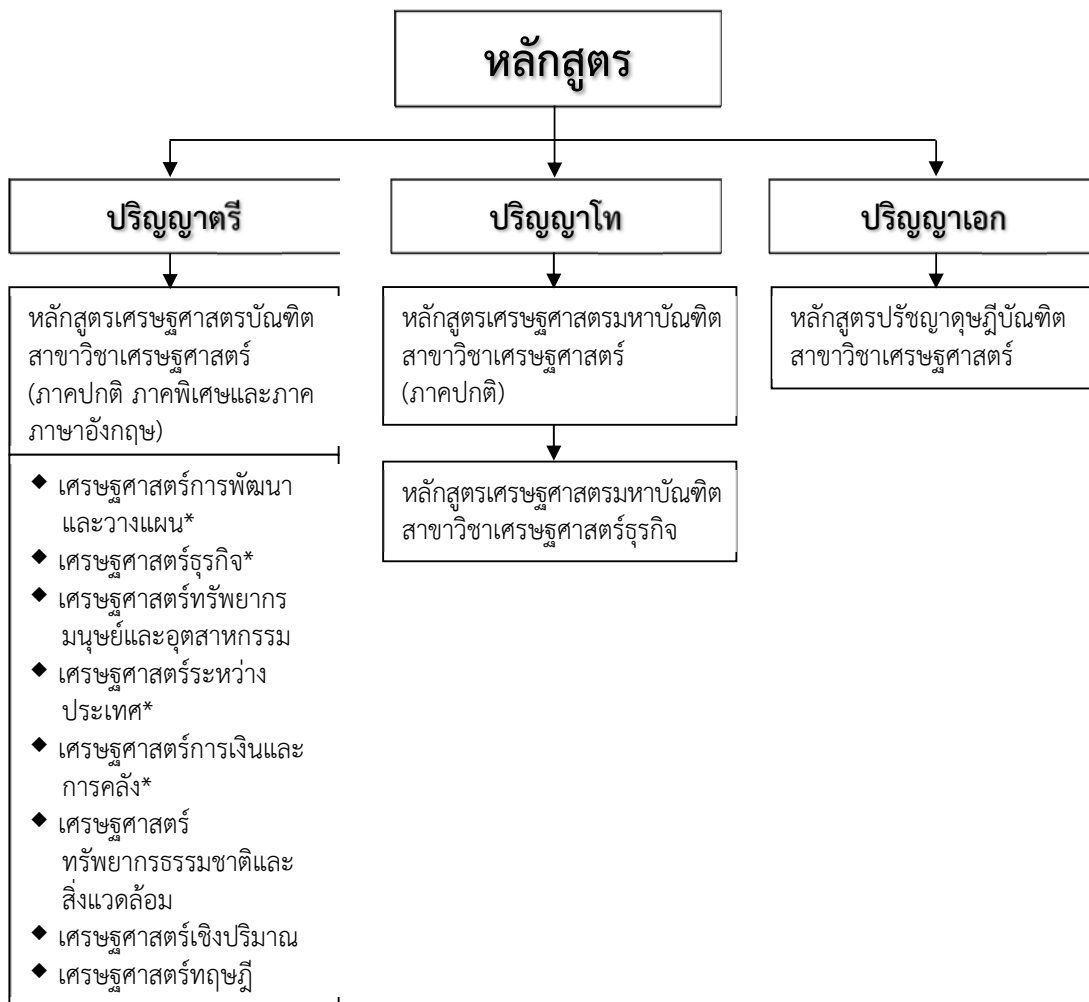 หลักสูตร
ปริญญาตรี
ปริญญาโท
ปริญญาเอก
หลักสูตรเศรษฐศาสตรบัณฑิต
สาขาวิชาเศรษฐศาสตร์
(ภาคปกติ ภาคพิเศษและภาค
ภาษาอังกฤษ)
◆ เศรษฐศาสตร์การพัฒนา
และวางแผน*
◆ เศรษฐศาสตร์ธุรกิจ*
◆ เศรษฐศาสตร์ทรัพยากร
มนุษย์และอุตสาหกรรม
◆ เศรษฐศาสตร์ระหว่าง
ประเทศ*
◆ เศรษฐศาสตร์การเงินและ
การคลัง*
◆ เศรษฐศาสตร์
ทรัพยากรธรรมชาติและ
สิ่งแวดล้อม
◆ เศรษฐศาสตร์เชิงปริมาณ
◆ เศรษฐศาสตร์ทฤษฎี
หลักสูตรเศรษฐศาสตรมหาบัณฑิต
สาขาวิชาเศรษฐศาสตร์
(ภาคปกติ)
หลักสูตรเศรษฐศาสตรมหาบัณฑิต
สาขาวิชาเศรษฐศาสตร์ธุรกิจ
หลักสูตรปรัชญาดุษฎีบัณฑิต
สาขาวิชาเศรษฐศาสตร์